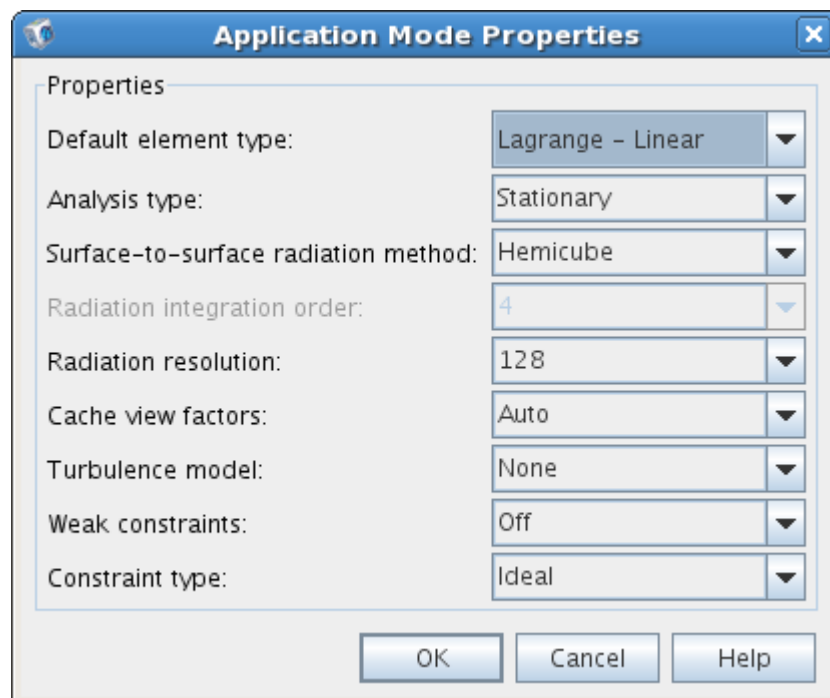 Application Mode Properties
Properties
Default element type: Lagrange - Linear
Analysis type: Stationary
Surface-to-surface radiation method: Hemicube
Radiation integration order: 4
Radiation resolution: 128
Cache view factors: Auto
Turbulence model: None
Weak constraints: Off
Constraint type: Ideal
OK Cancel Help